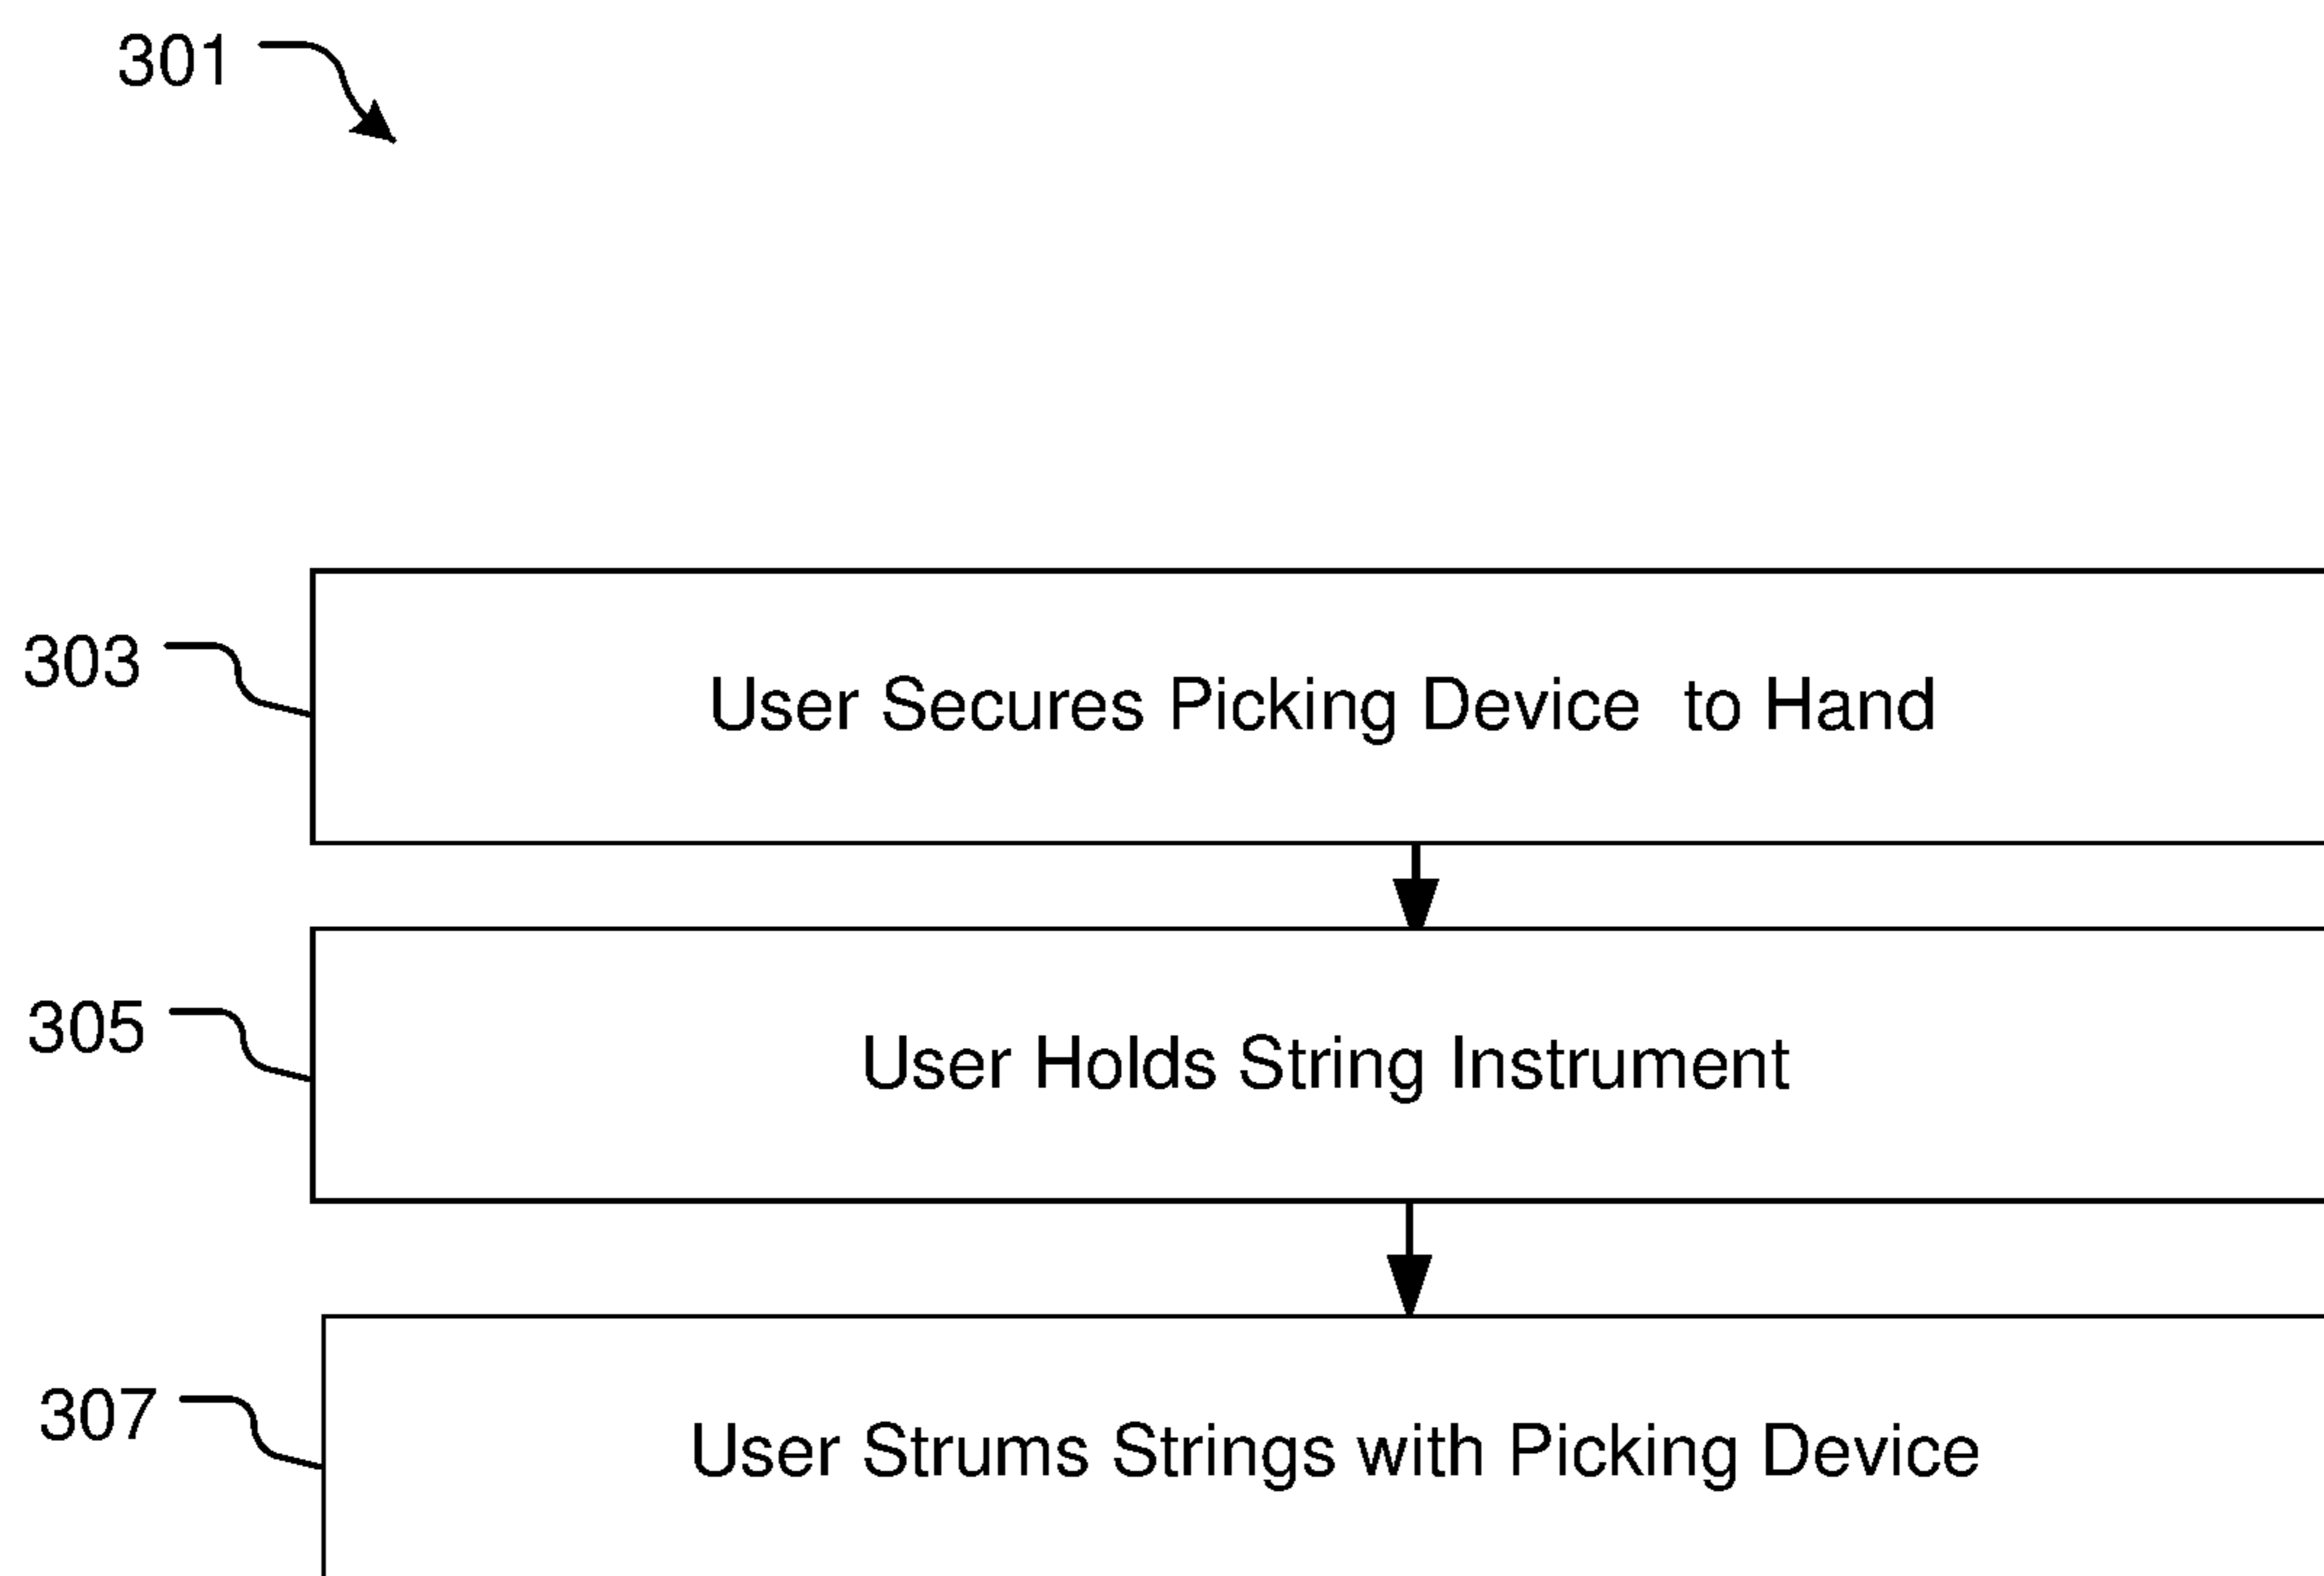 301
303
User Secures Picking Device  to Hand
305
User Holds String Instrument
307
User Strums Strings with Picking Device